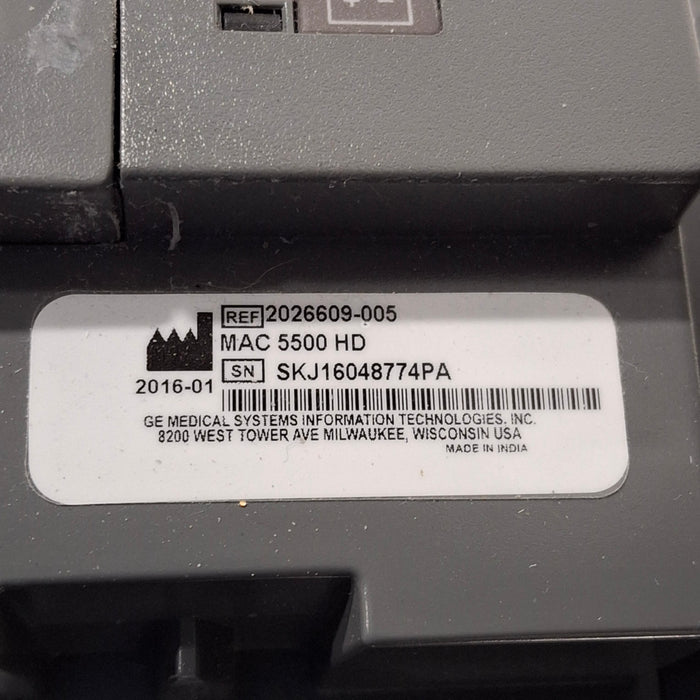 REF 2026609-005
MAC 5500 HD
SN SKJ16048774PA
2016-01
GE MEDICAL SYSTEMS INFORMATION TECHNOLOGIES, INC.
8200 WEST TOWER AVE MILWAUKEE, WISCONSIN USA
MADE IN INDIA